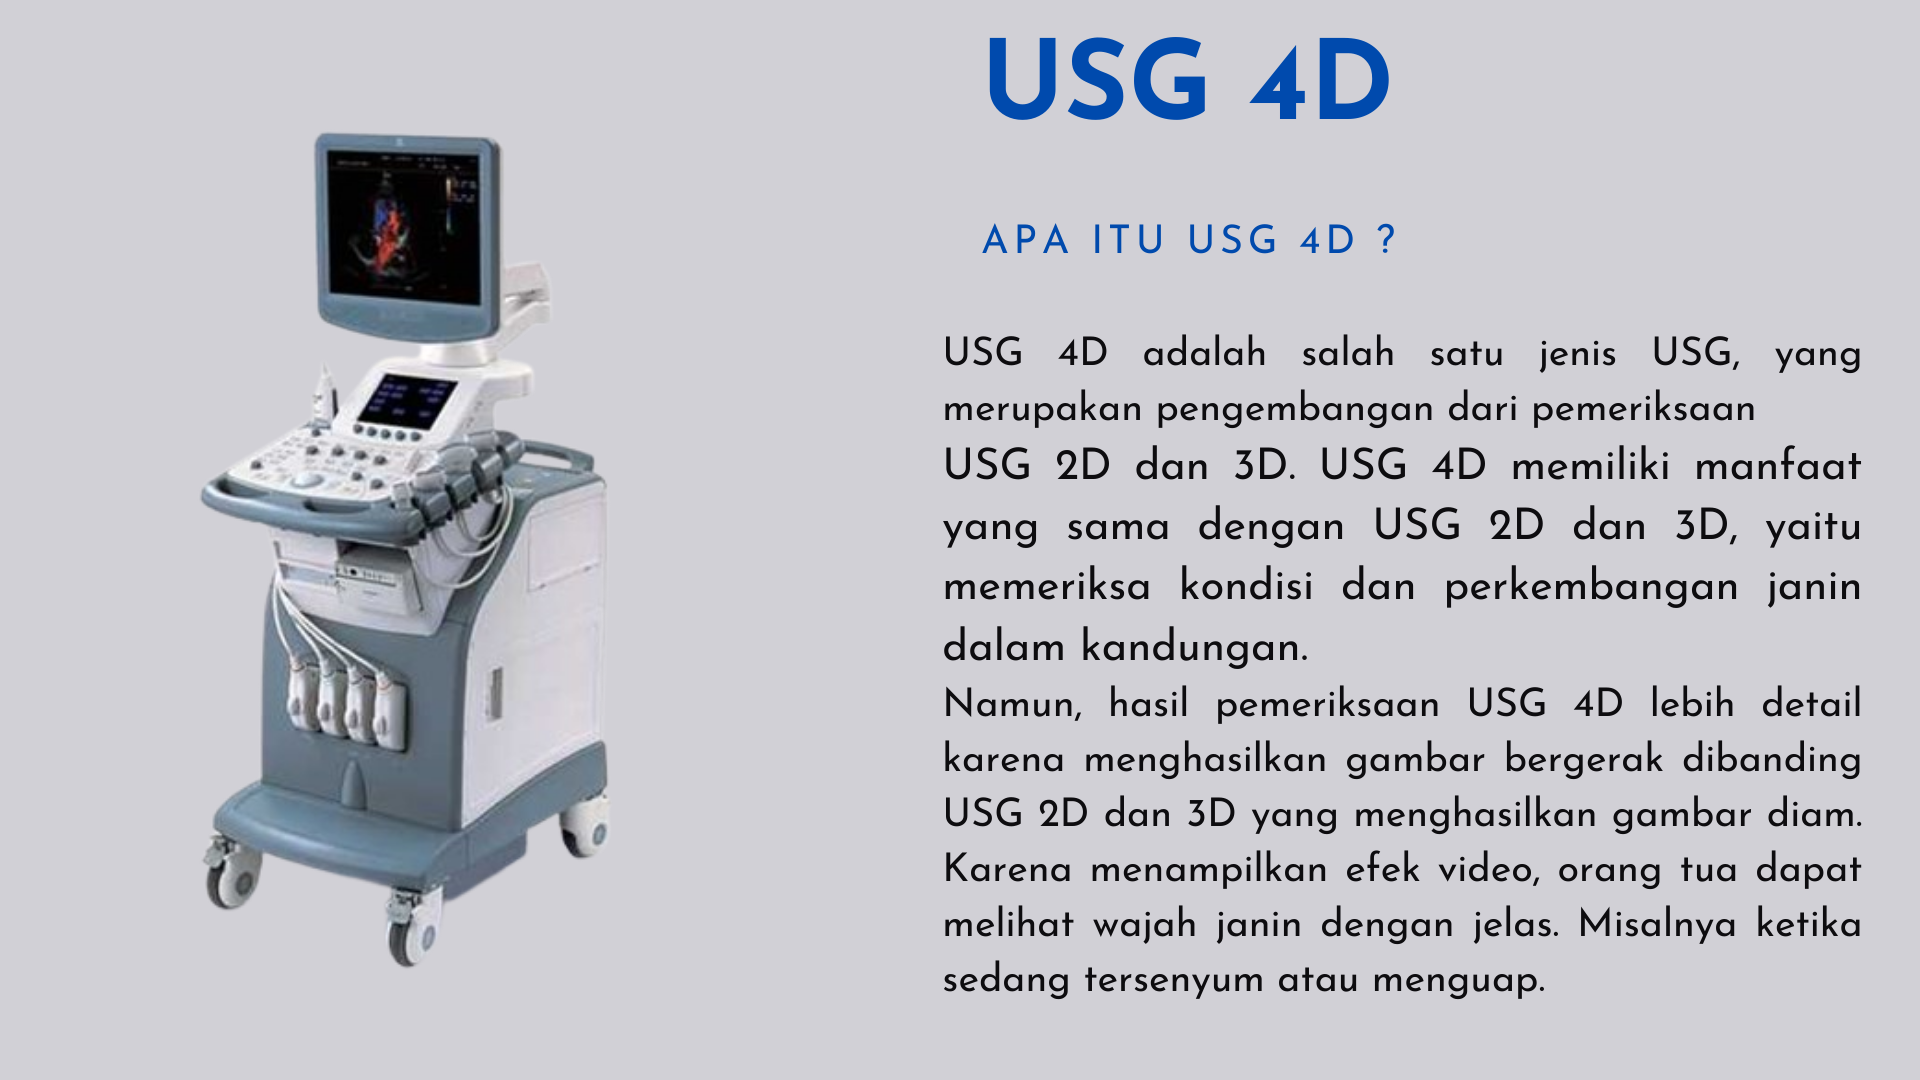 USG 4D
APA ITU USG 4D ?
USG 4D adalah salah satu jenis USG, yang
merupakan pengembangan dari pemeriksaan
USG 2D dan 3D. USG 4D memiliki manfaat
yang sama dengan USG 2D dan 3D, yaitu
memeriksa kondisi dan perkembangan janin
dalam kandungan.
Namun, hasil pemeriksaan USG 4D lebih detail
karena menghasilkan gambar bergerak dibanding
USG 2D dan 3D yang menghasilkan gambar diam.
Karena menampilkan efek video, orang tua dapat
melihat wajah janin dengan jelas. Misalnya ketika
sedang tersenyum atau menguap.